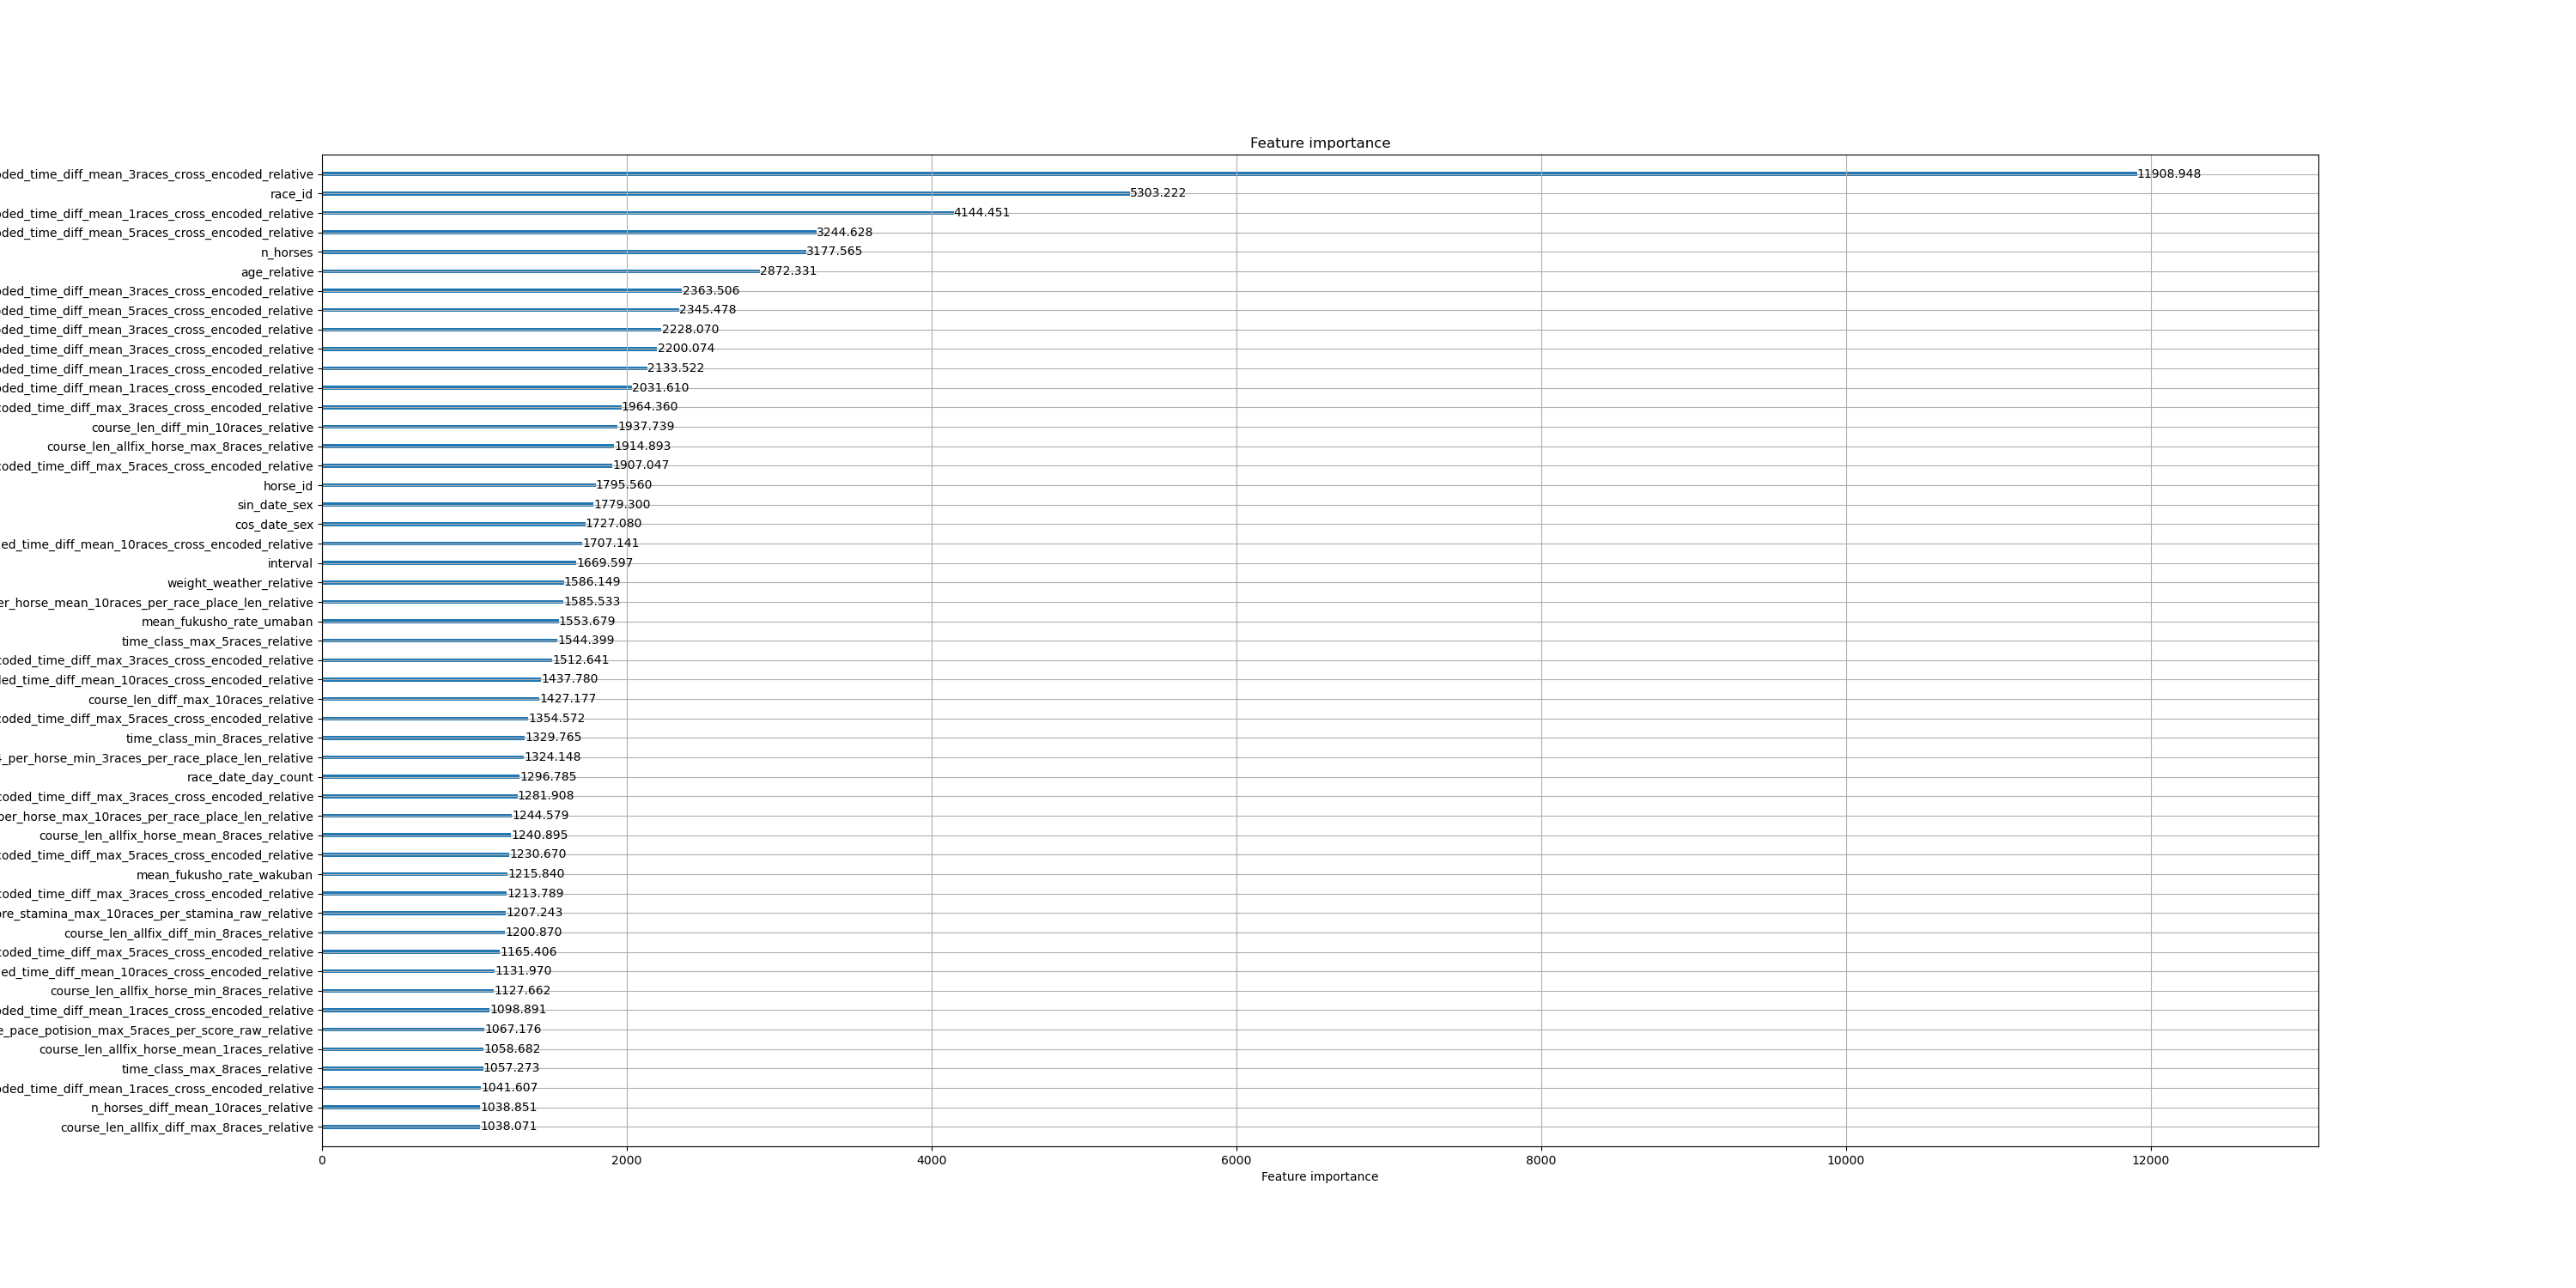 Feature importance
oded_time_diff_mean_3races_cross_encoded_relative 11908.948
race_id 5303.222
oded_time_diff_mean_1races_cross_encoded_relative 4144.451
oded_time_diff_mean_5races_cross_encoded_relative 3244.628
n_horses 3177.565
age_relative 2872.331
oded_time_diff_mean_3races_cross_encoded_relative 2363.506
oded_time_diff_mean_5races_cross_encoded_relative 2345.478
oded_time_diff_mean_3races_cross_encoded_relative 2228.070
oded_time_diff_mean_3races_cross_encoded_relative 2200.074
oded_time_diff_mean_1races_cross_encoded_relative 2133.522
oded_time_diff_mean_1races_cross_encoded_relative 2031.610
coded_time_diff_max_3races_cross_encoded_relative 1964.360
course_len_diff_min_10races_relative 1937.739
course_len_allfix_horse_max_8races_relative 1914.893
coded_time_diff_max_5races_cross_encoded_relative 1907.047
horse_id 1795.560
sin_date_sex 1779.300
cos_date_sex 1727.080
ed_time_diff_mean_10races_cross_encoded_relative 1707.141
interval 1669.597
weight_weather_relative 1586.149
er_horse_mean_10races_per_race_place_len_relative 1585.533
mean_fukusho_rate_umaban 1553.679
time_class_max_5races_relative 1544.399
coded_time_diff_max_3races_cross_encoded_relative 1512.641
ded_time_diff_mean_10races_cross_encoded_relative 1437.780
course_len_diff_max_10races_relative 1427.177
coded_time_diff_max_5races_cross_encoded_relative 1354.572
time_class_min_8races_relative 1329.765
_per_horse_min_3races_per_race_place_len_relative 1324.148
race_date_day_count 1296.785
coded_time_diff_max_3races_cross_encoded_relative 1281.908
per_horse_max_10races_per_race_place_len_relative 1244.579
course_len_allfix_horse_mean_8races_relative 1240.895
coded_time_diff_max_5races_cross_encoded_relative 1230.670
mean_fukusho_rate_wakuban 1215.840
coded_time_diff_max_3races_cross_encoded_relative 1213.789
ore_stamina_max_10races_per_stamina_raw_relative 1207.243
course_len_allfix_diff_min_8races_relative 1200.870
coded_time_diff_max_5races_cross_encoded_relative 1165.406
ed_time_diff_mean_10races_cross_encoded_relative 1131.970
course_len_allfix_horse_min_8races_relative 1127.662
oded_time_diff_mean_1races_cross_encoded_relative 1098.891
e_pace_potision_max_5races_per_score_raw_relative 1067.176
course_len_allfix_horse_mean_1races_relative 1058.682
time_class_max_8races_relative 1057.273
oded_time_diff_mean_1races_cross_encoded_relative 1041.607
n_horses_diff_mean_10races_relative 1038.851
course_len_allfix_diff_max_8races_relative 1038.071
0 2000 4000 6000 8000 10000 12000
Feature importance